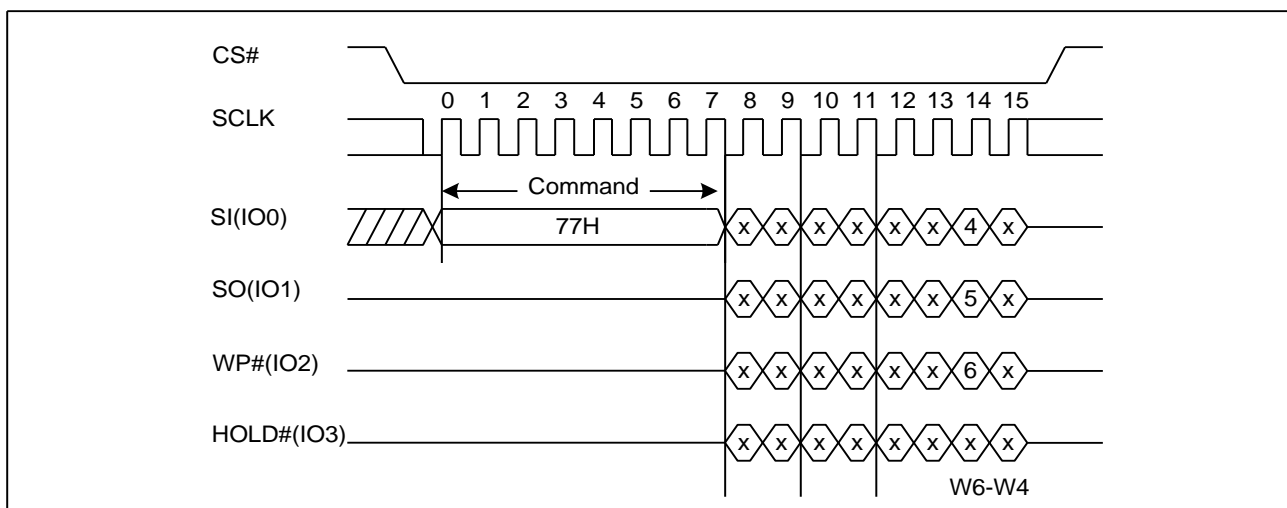 CS#
0 1 2 3 4 5 6 7 8 9 10 11 12 13 14 15
SCLK
Command
SI(IO0) 77H x x x x x x 4 x
SO(IO1) x x x x x x 5 x
WP#(IO2) x x x x x x 6 x
HOLD#(IO3) x x x x x x x x
W6-W4